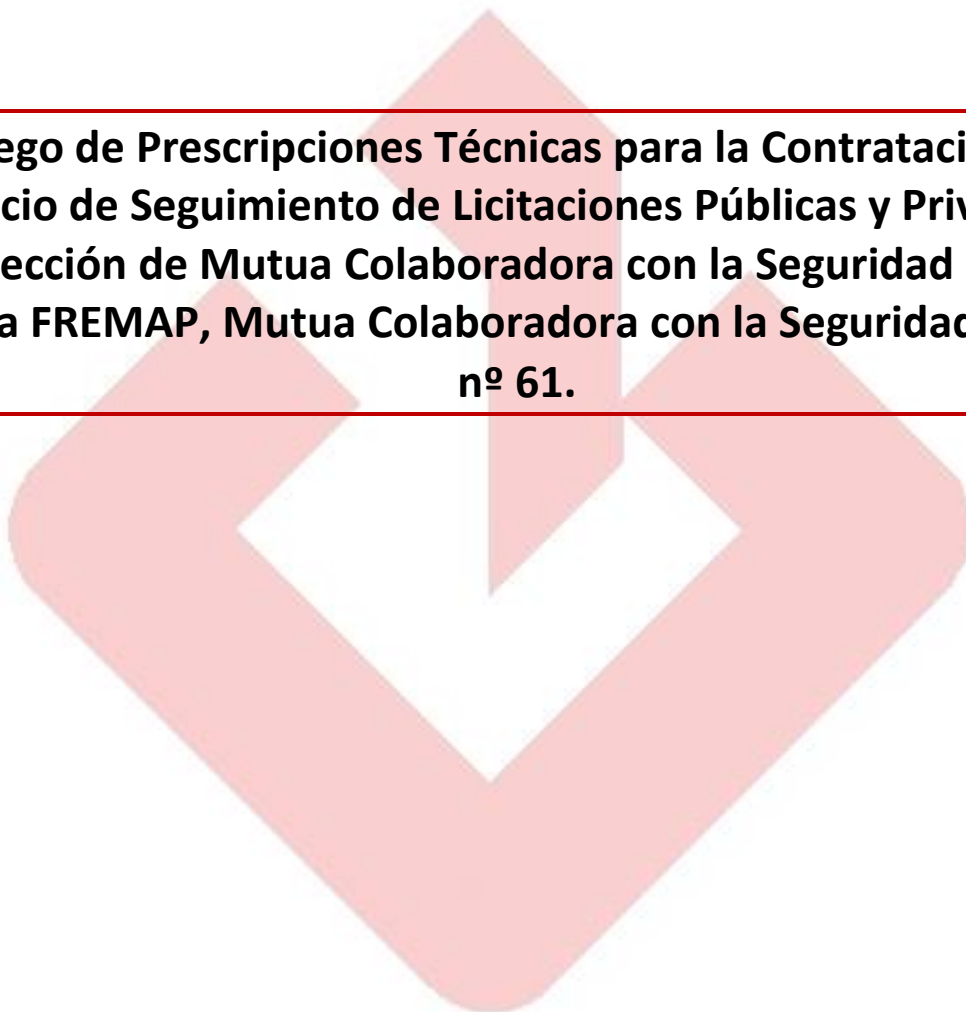 ego de Prescripciones Técnicas para la Contrataci
cio de Seguimiento de Licitaciones Públicas y Priv
ección de Mutua Colaboradora con la Seguridad
a FREMAP, Mutua Colaboradora con la Seguridad
nº 61.